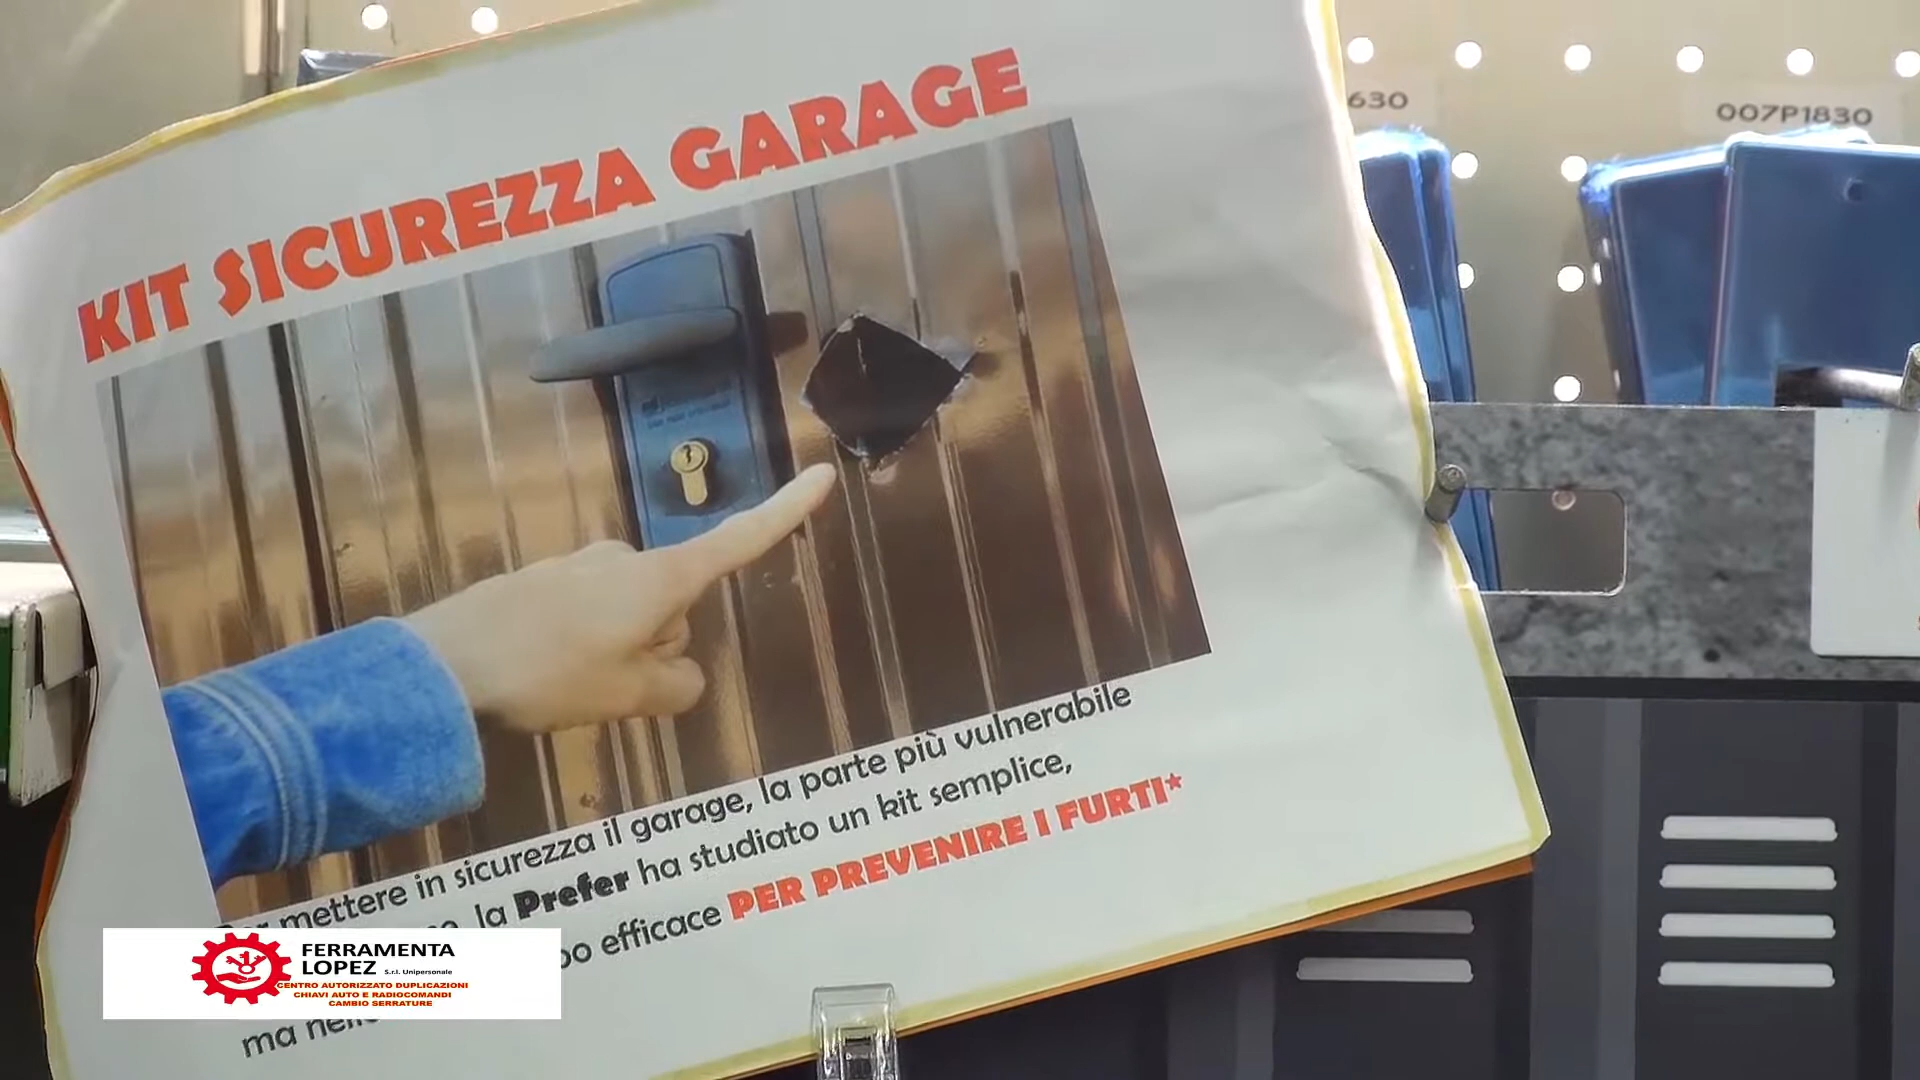 KIT SICUREZZA GARAGE
630
007P1830
Per mettere in sicurezza il garage, la parte più vulnerabile
la Prefer ha studiato un kit semplice,
efficace PER PREVENIRE I FURTI*
ma
FERRAMENTA
LOPEZ S.r.l. Unipersonale
CENTRO AUTORIZZATO DUPLICAZIONI
CHIAVI AUTO E RADIOCOMANDI
CAMBIO SERRATURE